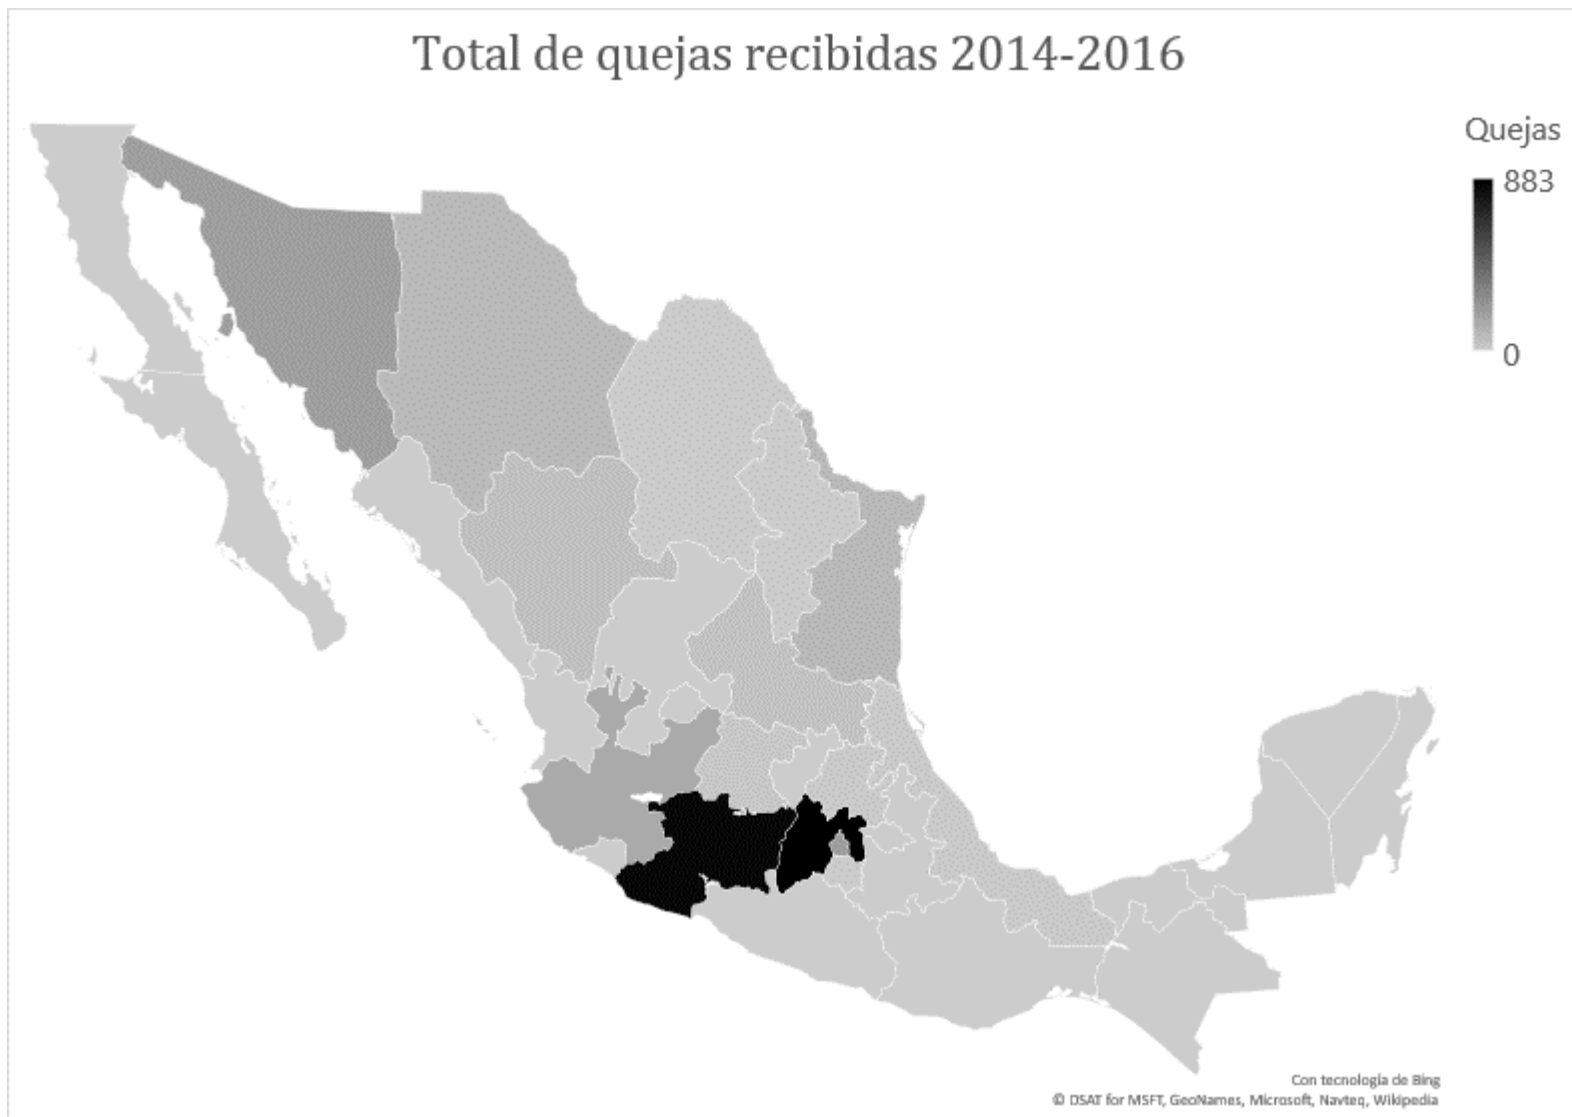 Total de quejas recibidas 2014-2016
Quejas
883
0
Con tecnología de Bing
© DSAT for MSFT, GeoNames, Microsoft, Navteq, Wikipedia